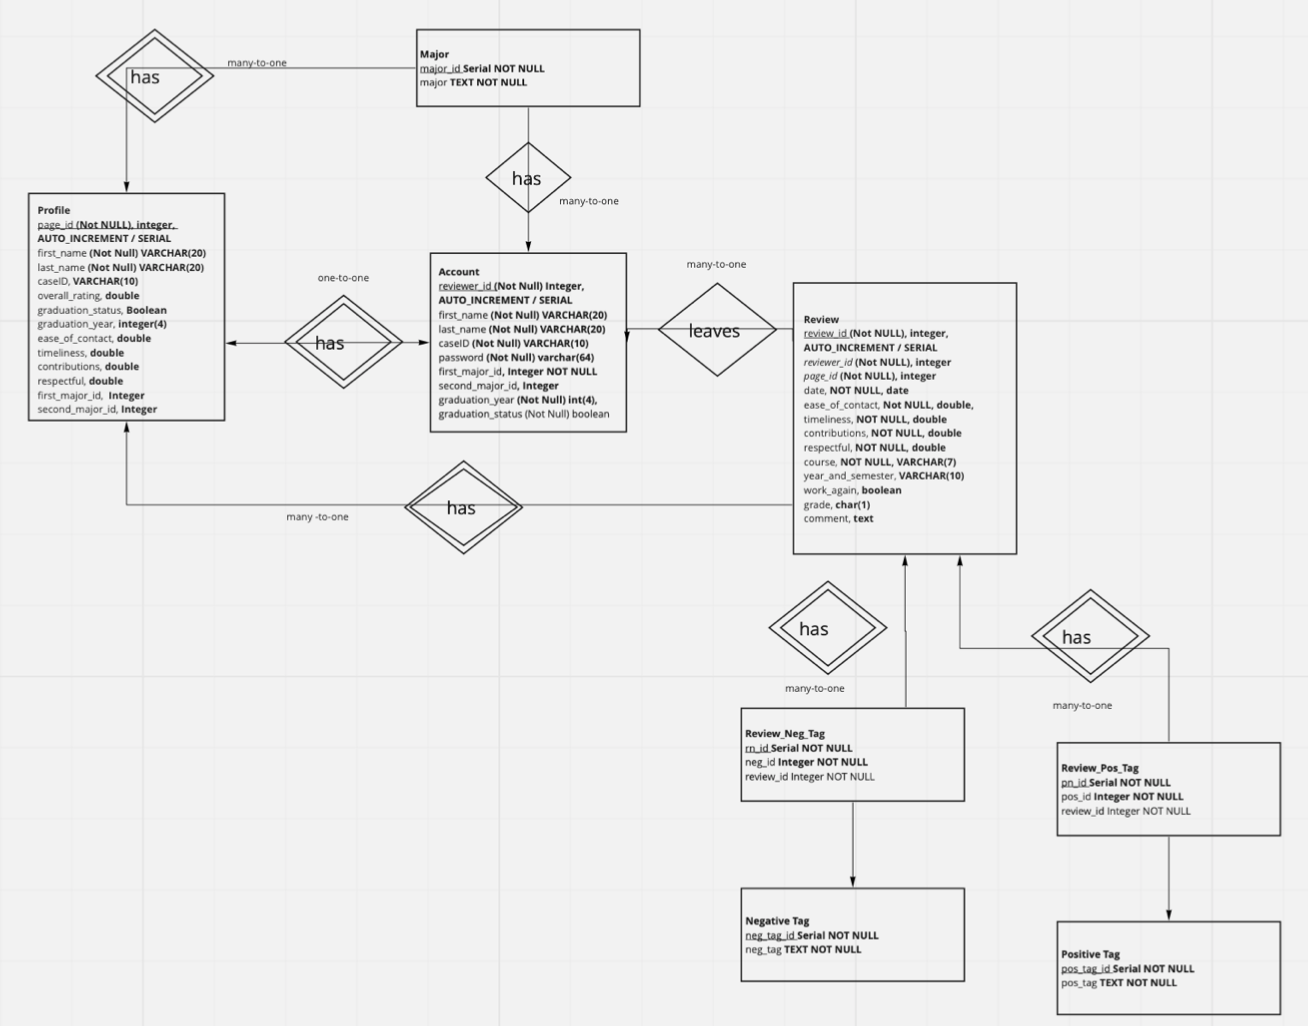 has
many-to-one
Major
major_id Serial NOT NULL
major TEXT NOT NULL
has
many-to-one
Profile
page_id (Not NULL), integer,
AUTO_INCREMENT / SERIAL
first_name (Not Null) VARCHAR(20)
last_name (Not Null) VARCHAR(20)
caseID, VARCHAR(10)
overall_rating, double
graduation_status, Boolean
graduation_year, integer(4)
ease_of_contact, double
timeliness, double
contributions, double
respectful, double
first_major_id, Integer
second_major_id, Integer
one-to-one
has
Account
reviewer_id (Not Null) Integer,
AUTO_INCREMENT / SERIAL
first_name (Not Null) VARCHAR(20)
last_name (Not Null) VARCHAR(20)
caseID (Not Null) VARCHAR(10)
password (Not Null) varchar(64)
first_major_id, Integer NOT NULL
second_major_id, Integer
graduation_year (Not Null) int(4),
graduation_status (Not Null) boolean
many-to-one
leaves
Review
review_id (Not NULL), integer,
AUTO_INCREMENT / SERIAL
reviewer_id (Not NULL), integer
page_id (Not NULL), integer
date, NOT NULL, date
ease_of_contact, Not NULL, double,
timeliness, NOT NULL, double
contributions, NOT NULL, double
respectful, NOT NULL, double
course, NOT NULL, VARCHAR(7)
year_and_semester, VARCHAR(10)
work_again, boolean
grade, char(1)
comment, text
has
many -to-one
has
many-to-one
has
many-to-one
Review_Neg_Tag
rn_id Serial NOT NULL
neg_id Integer NOT NULL
review_id Integer NOT NULL
Review_Pos_Tag
pn_id Serial NOT NULL
pos_id Integer NOT NULL
review_id Integer NOT NULL
Negative Tag
neg_tag_id Serial NOT NULL
neg_tag TEXT NOT NULL
Positive Tag
pos_tag_id Serial NOT NULL
pos_tag TEXT NOT NULL